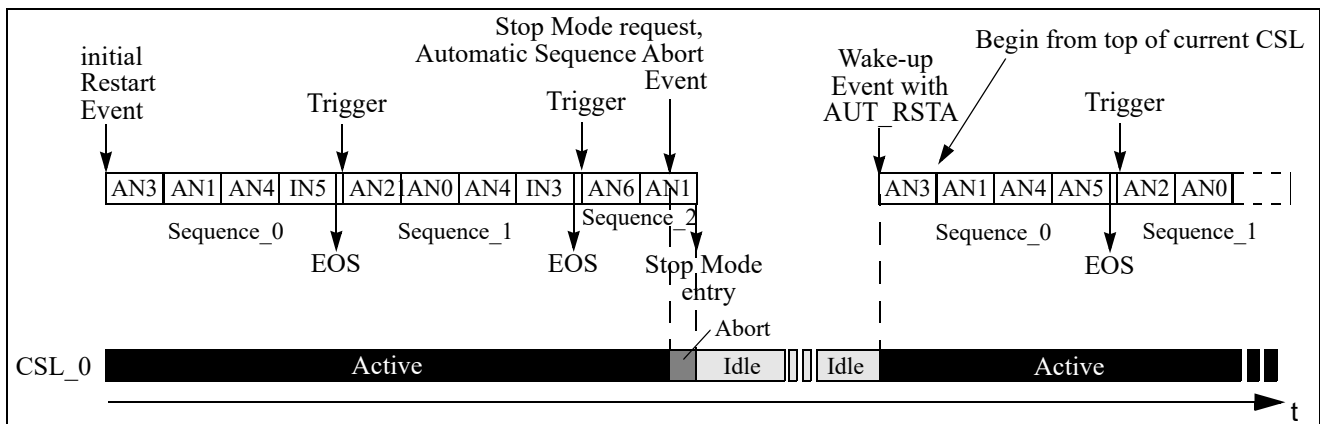 Stop Mode request,
Automatic Sequence Abort
Event
initial
Restart
Event
Trigger
Trigger
Wake-up
Event with
AUT_RSTA
Begin from top of current CSL
Trigger
AN3 AN1 AN4 IN5 AN21 AN0 AN4 IN3 AN6 AN1 AN3 AN1 AN4 AN5 AN2 AN0
Sequence_0 Sequence_1 Sequence_2 Sequence_0 Sequence_1
EOS EOS EOS
Stop Mode
entry
Abort
CSL_0 Active Idle Idle Active
t